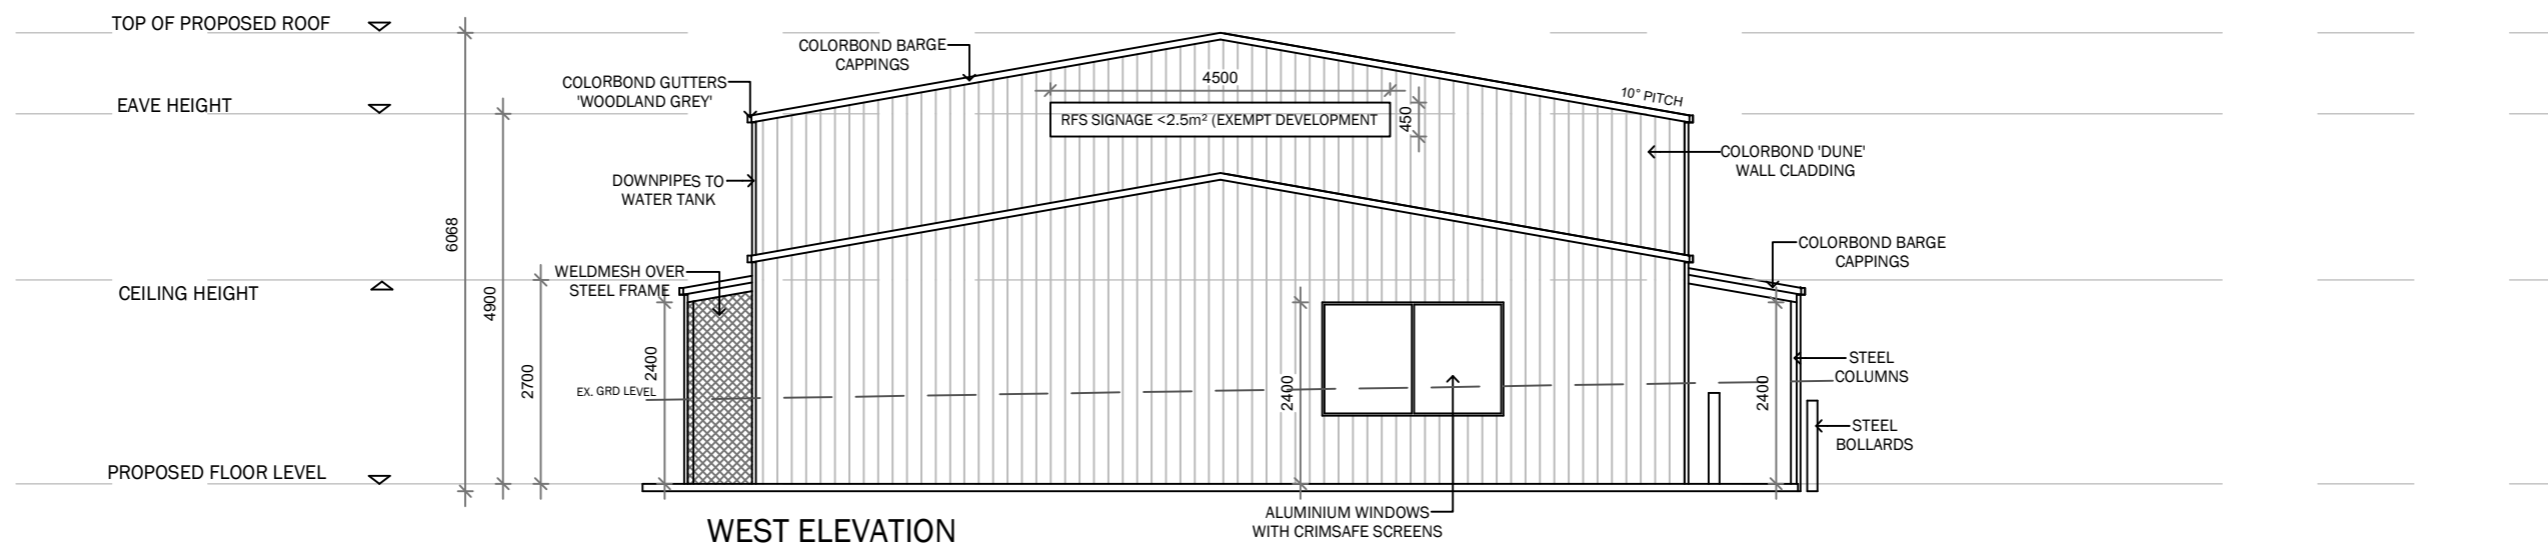 TOP OF PROPOSED ROOF
COLORBOND BARGE
CAPPINGS
COLORBOND GUTTERS
'WOODLAND GREY'
4500
10° PITCH
EAVE HEIGHT
RFS SIGNAGE <2.5m² (EXEMPT DEVELOPMENT
450
COLORBOND 'DUNE'
WALL CLADDING
DOWNPIPES TO
WATER TANK
6068
COLORBOND BARGE
CAPPINGS
WELDMESH OVER
STEEL FRAME
CEILING HEIGHT
4900
2700
2400
EX. GRD LEVEL
2400
2400
STEEL
COLUMNS
STEEL
BOLLARDS
PROPOSED FLOOR LEVEL
WEST ELEVATION
ALUMINIUM WINDOWS
WITH CRIMSAFE SCREENS